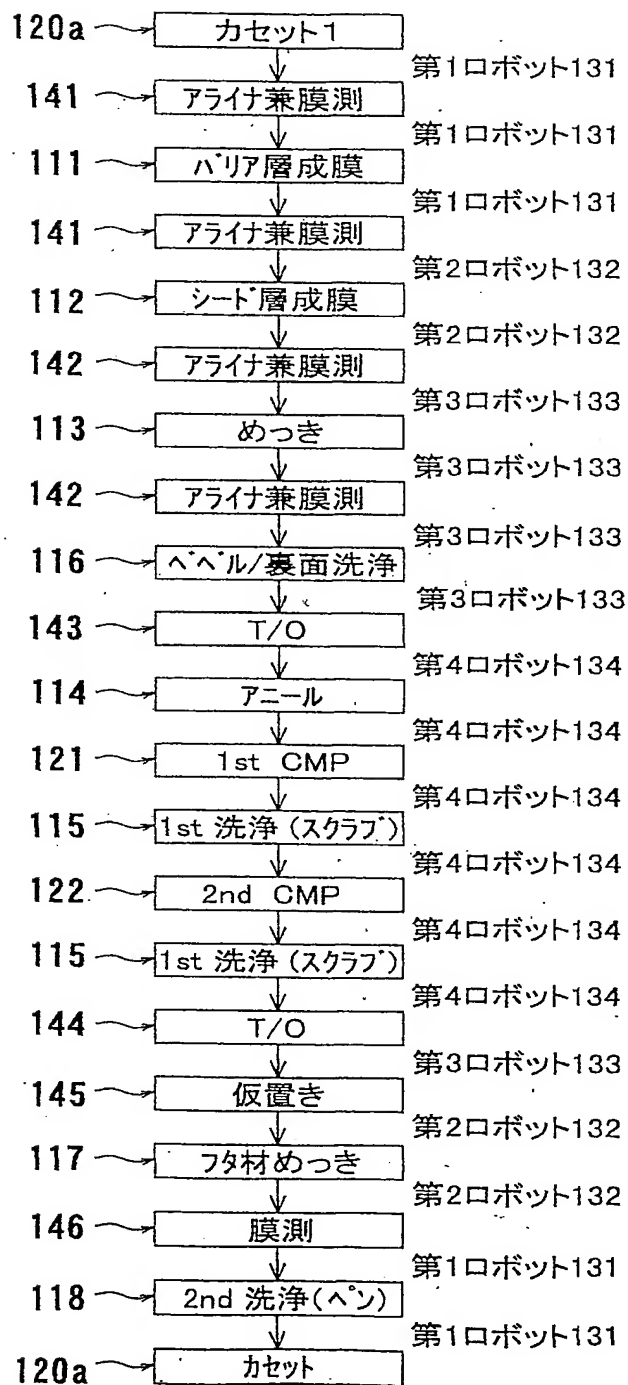 120a カセット1
第1ロボット131
141 アライナ兼膜測
第1ロボット131
111 バリア層成膜
第1ロボット131
141 アライナ兼膜測
第2ロボット132
112 シード層成膜
第2ロボット132
142 アライナ兼膜測
第3ロボット133
113 めっき
第3ロボット133
142 アライナ兼膜測
第3ロボット133
116 ベベル/裏面洗浄
第3ロボット133
143 T/O
第4ロボット134
114 アニール
第4ロボット134
121 1st CMP
第4ロボット134
115 1st 洗浄(スクラブ)
第4ロボット134
122 2nd CMP
第4ロボット134
115 1st 洗浄(スクラブ)
第4ロボット134
144 T/O
第3ロボット133
145 仮置き
第2ロボット132
117 フタ材めっき
第2ロボット132
146 膜測
第1ロボット131
118 2nd 洗浄(ペン)
第1ロボット131
120a カセット